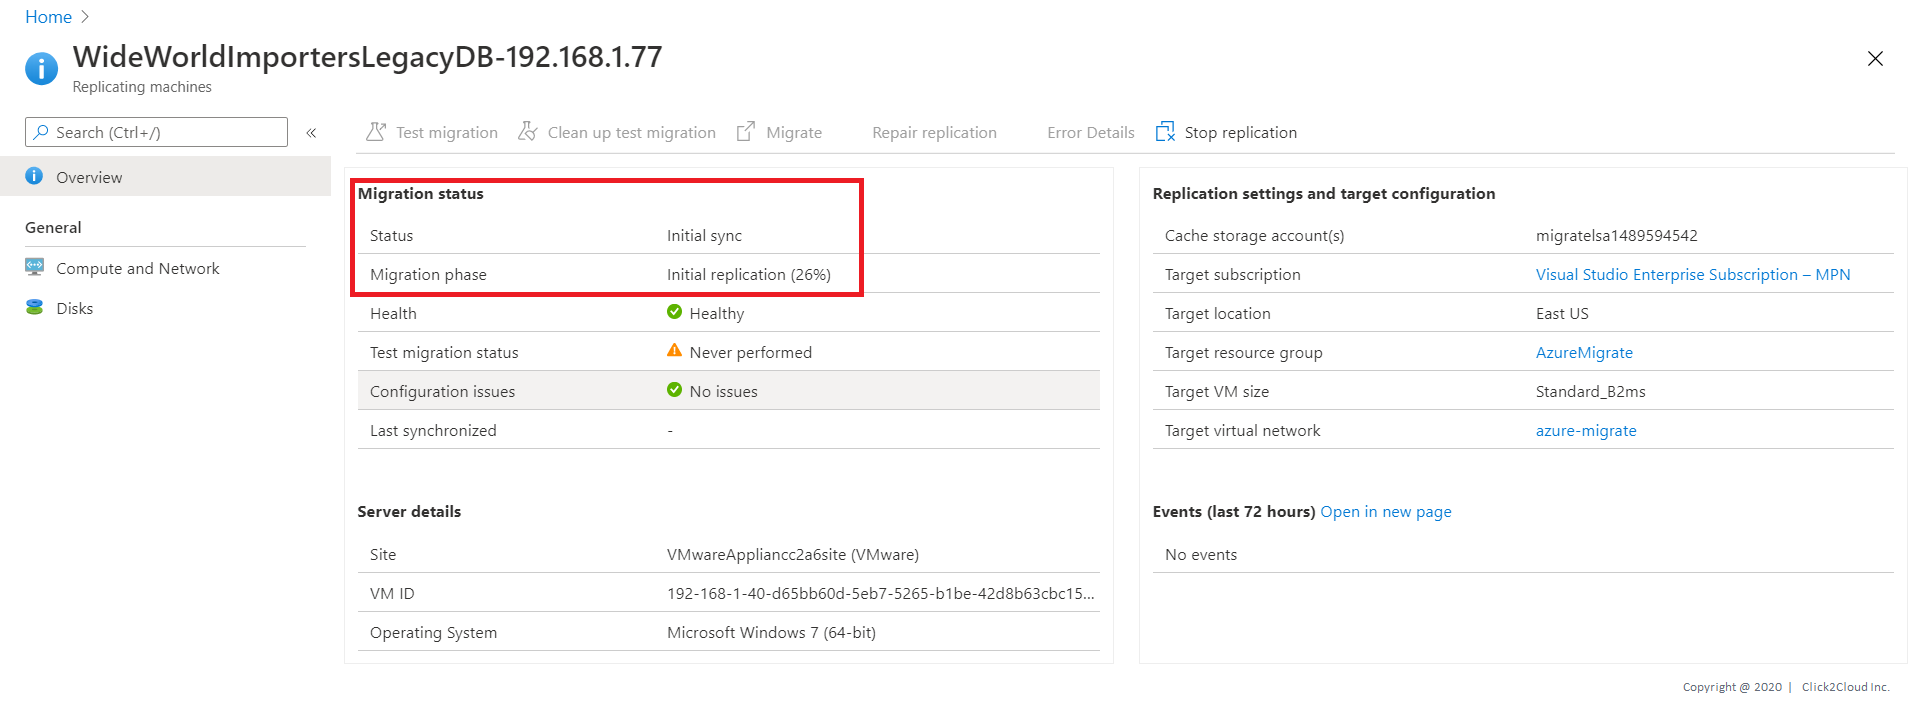 Home
WideWorldImportersLegacyDB-192.168.1.77
Replicating machines
Search (Ctrl+/)
«
Overview
General
Compute and Network
Disks
Test migration
Clean up test migration
Migrate
Repair replication
Error Details
Stop replication
Migration status
Status Initial sync
Migration phase Initial replication (26%)
Health Healthy
Test migration status Never performed
Configuration issues No issues
Last synchronized -
Server details
Site VMwareAppliancc2a6site (VMware)
VM ID 192-168-1-40-d65bb60d-5eb7-5265-b1be-42d8b63cbc15...
Operating System Microsoft Windows 7 (64-bit)
Replication settings and target configuration
Cache storage account(s) migratelsa1489594542
Target subscription Visual Studio Enterprise Subscription – MPN
Target location East US
Target resource group AzureMigrate
Target VM size Standard_B2ms
Target virtual network azure-migrate
Events (last 72 hours) Open in new page
No events
Copyright @ 2020 | Click2Cloud Inc.